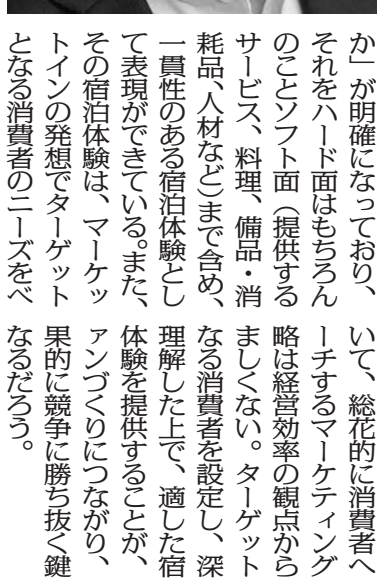 か」が明確になっており、
それをハード面はもちろん
のことソフト面（提供する
サービス、料理、備品・消
耗品、人材など）まで含め、
一貫性のある宿泊体験とし
て表現ができている。また、
その宿泊体験は、マーケッ
トインの発想でターゲット
となる消費者のニーズをべ
いて、総花的に消費者へ
ーチするマーケティング
略は経営効率の観点から
ましくない。ターゲット
なる消費者を設定し、深
理解した上で、適した宿
体験を提供することが、
ァンづくりにつながり、
果的に競争に勝ち抜く鍵
なるだろう。